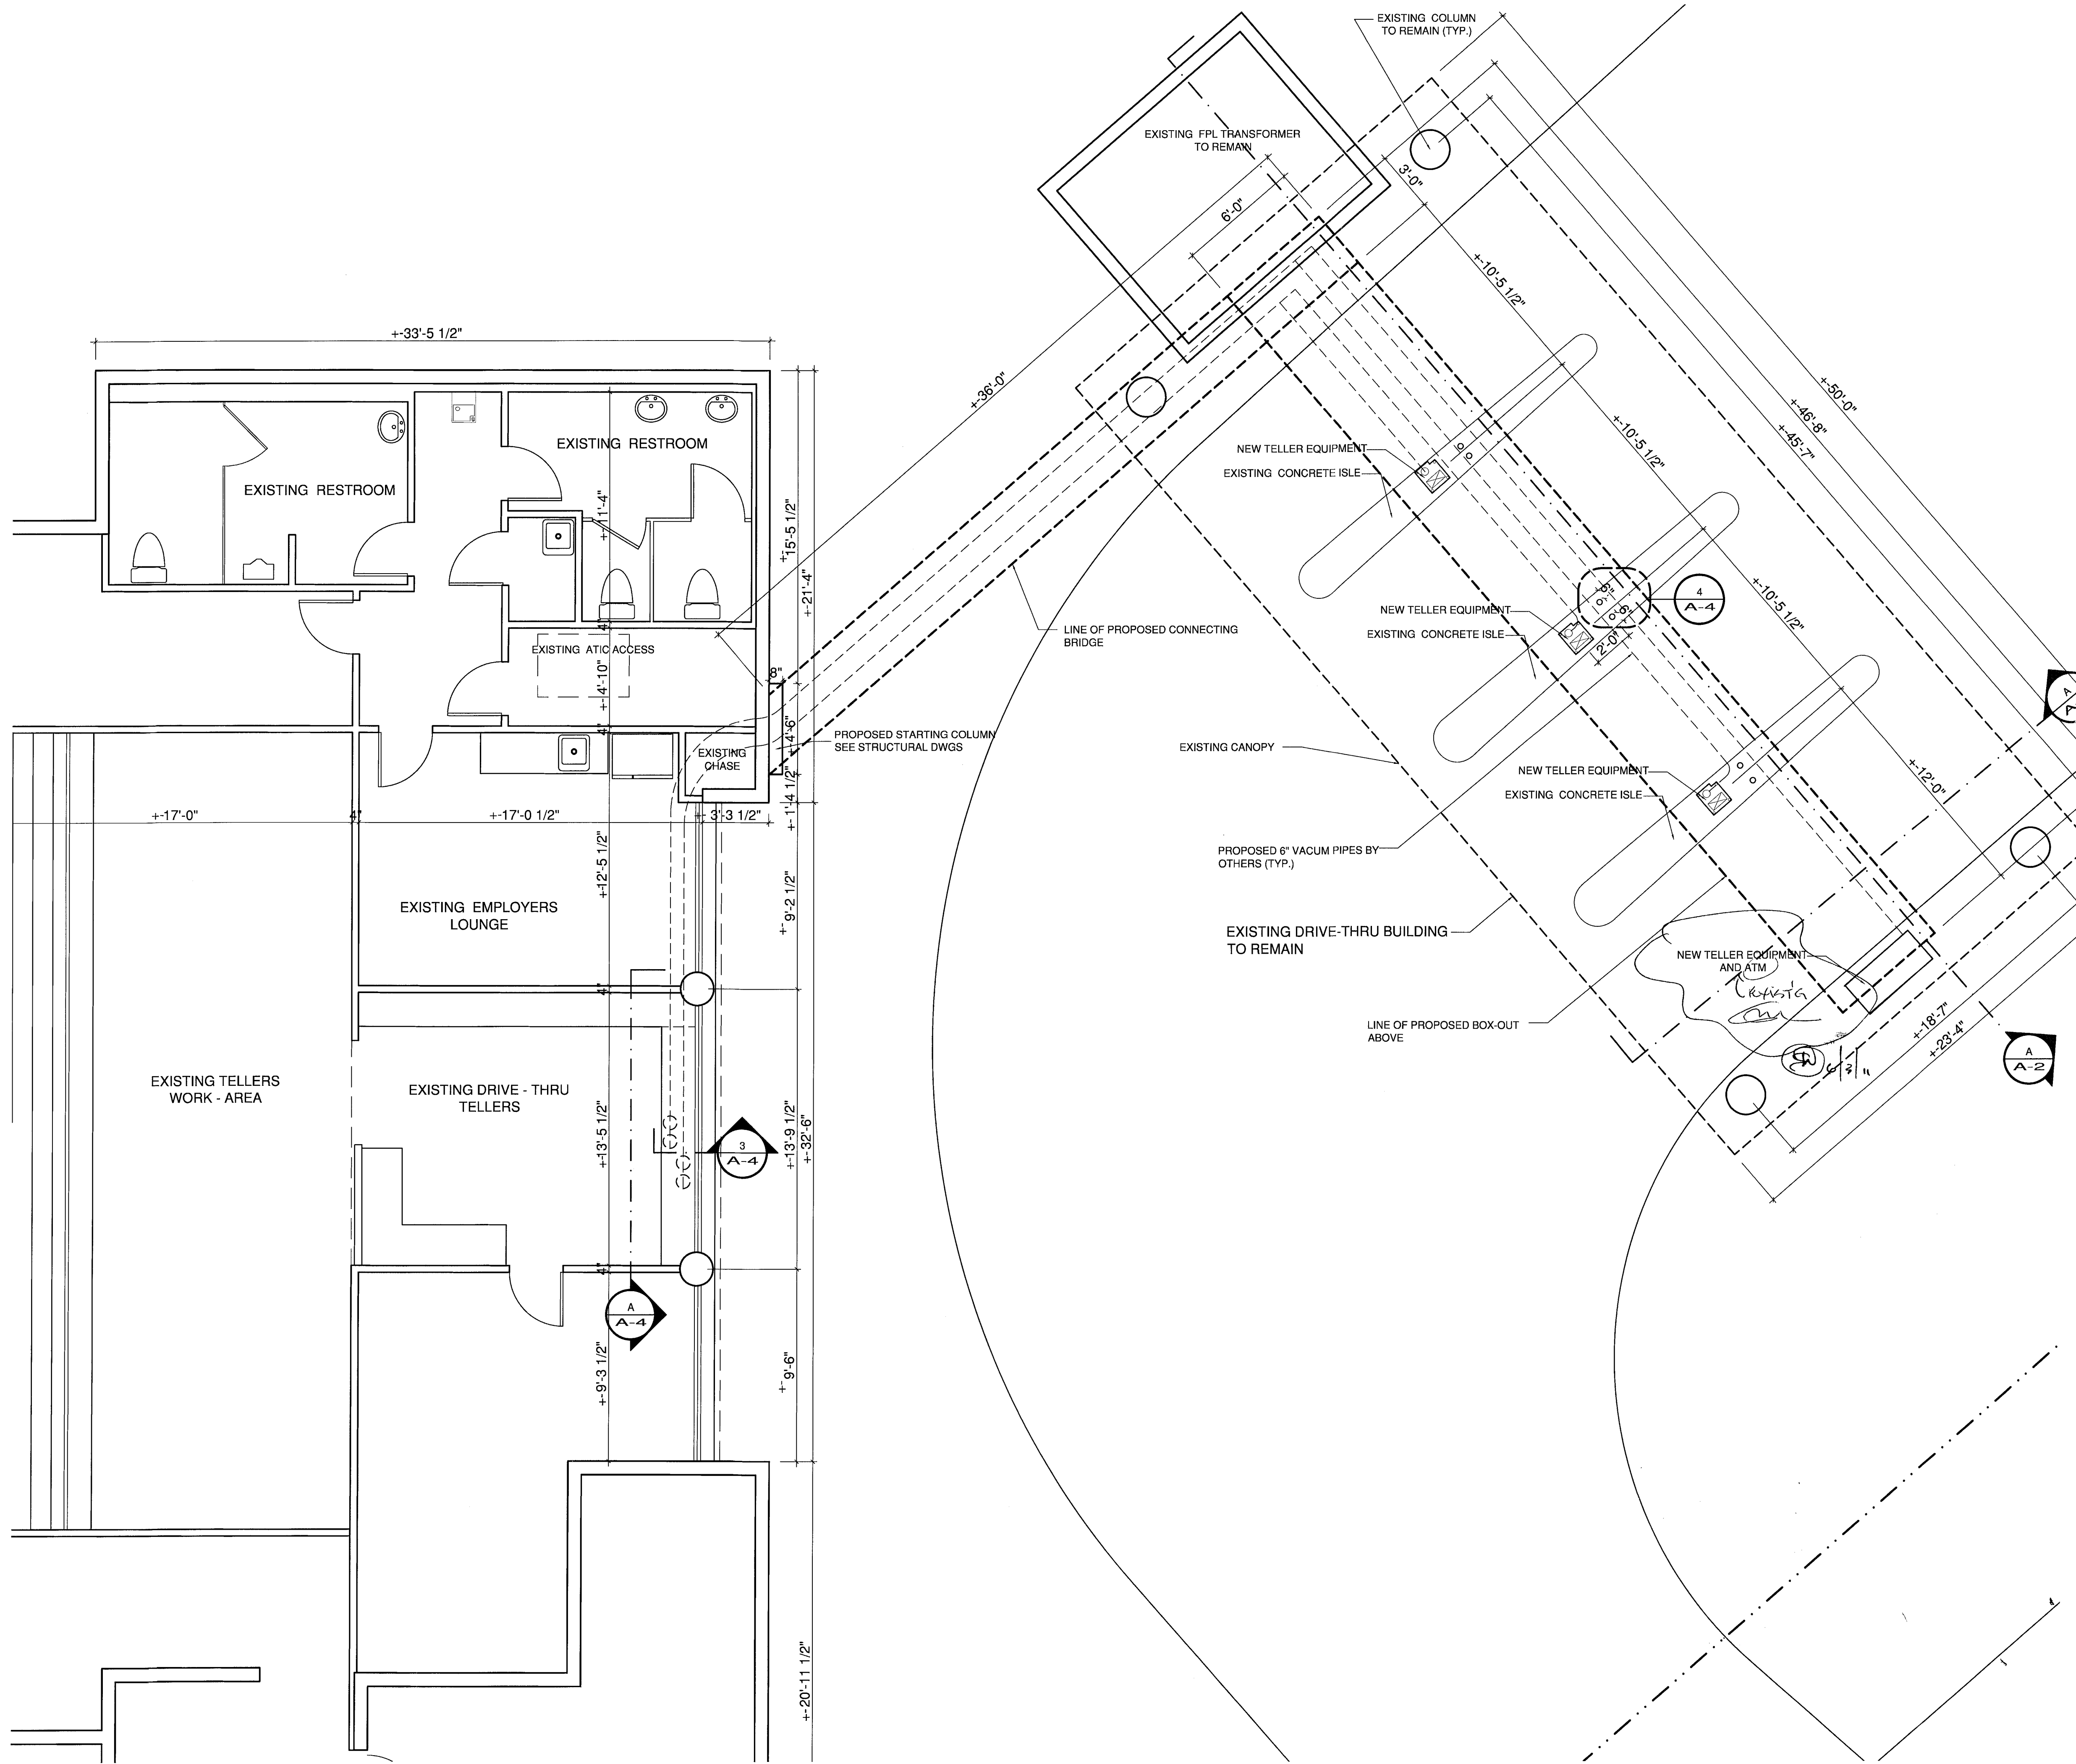 EXISTING COLUMN
TO REMAIN (TYP.)
EXISTING FPL TRANSFORMER
TO REMAIN
3'-0"
6'-0"
+-10'-5 1/2"
+-33'-5 1/2"
+-36'-0"
+-50'-0"
+-46'-8"
+-45'-7"
+-10'-5 1/2"
EXISTING RESTROOM
EXISTING RESTROOM
+-11'-4"
+-15'-5 1/2"
+-21'-4"
NEW TELLER EQUIPMENT
EXISTING CONCRETE ISLE
NEW TELLER EQUIPMENT
EXISTING CONCRETE ISLE
6"
6"
2'-0"
4
A-4
+-10'-5 1/2"
LINE OF PROPOSED CONNECTING
BRIDGE
4"
EXISTING ATIC ACCESS
+-4'-10"
8"
A
4"
+-4'-6"
EXISTING
CHASE
PROPOSED STARTING COLUMN
SEE STRUCTURAL DWGS
EXISTING CANOPY
NEW TELLER EQUIPMENT
EXISTING CONCRETE ISLE
+-12'-0"
+-17'-0"
4"
+-17'-0 1/2"
+- 3'-3 1/2"
+- 1'-4 1/2"
PROPOSED 6" VACUM PIPES BY
OTHERS (TYP.)
+-12'-5 1/2"
+- 9'-2 1/2"
EXISTING EMPLOYERS
LOUNGE
EXISTING DRIVE-THRU BUILDING
TO REMAIN
NEW TELLER EQUIPMENT
AND ATM
4"
LINE OF PROPOSED BOX-OUT
ABOVE
+-18'-7"
+-23'-4"
A
A-2
6/3/11
EXISTING TELLERS
WORK - AREA
EXISTING DRIVE - THRU
TELLERS
+-13'-5 1/2"
3
A-4
+-13'-9 1/2"
+-32'-6"
4"
A
A-4
+-9'-3 1/2"
+- 9'-6"
+-20'-11 1/2"